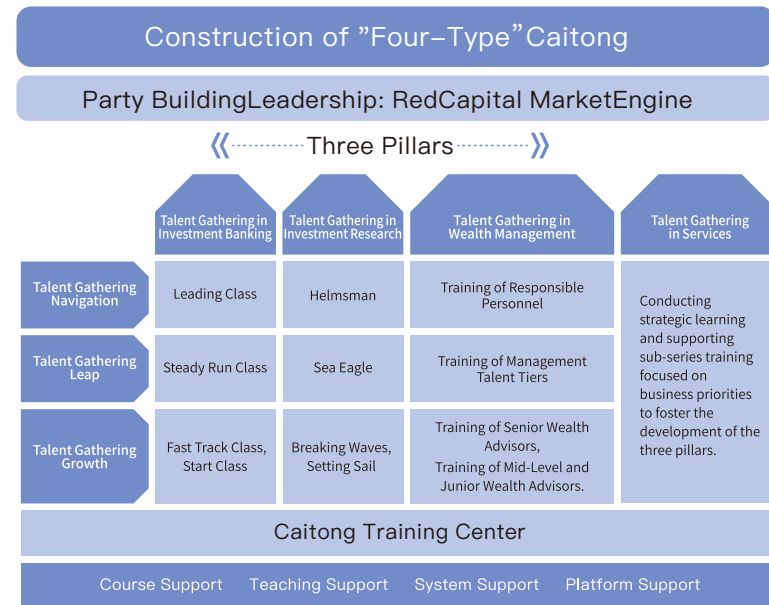 Construction of "Four-Type" Caitong
Party BuildingLeadership: RedCapital MarketEngine
Three Pillars
Talent Gathering in
Investment Banking
Talent Gathering in
Investment Research
Talent Gathering in
Wealth Management
Talent Gathering
in Services
Talent Gathering
Navigation
Leading Class
Helmsman
Training of Responsible
Personnel
Talent Gathering
Leap
Steady Run Class
Sea Eagle
Training of Management
Talent Tiers
Talent Gathering
Growth
Fast Track Class,
Start Class
Breaking Waves,
Setting Sail
Training of Senior Wealth
Advisors,
Training of Mid-Level and
Junior Wealth Advisors.
Conducting
strategic learning
and supporting
sub-series training
focused on
business priorities
to foster the
development of the
three pillars.
Caitong Training Center
Course Support Teaching Support System Support Platform Support